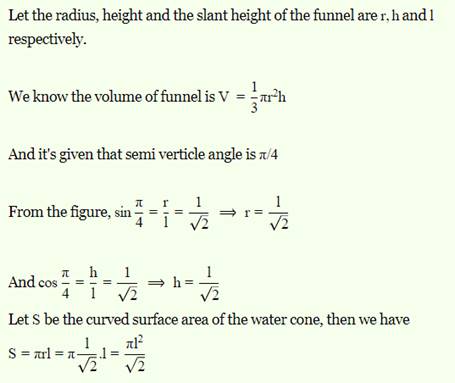 Let the radius, height and the slant height of the funnel are r, h and l
respectively.
We know the volume of funnel is V = 1/3 πr²h
And it's given that semi verticle angle is π/4
From the figure, sin π/4 = r/l = 1/√2 ⟹ r = 1/√2
And cos π/4 = h/l = 1/√2 ⟹ h = 1/√2
Let S be the curved surface area of the water cone, then we have
S = πrl = π 1/√2 .l = πl²/√2